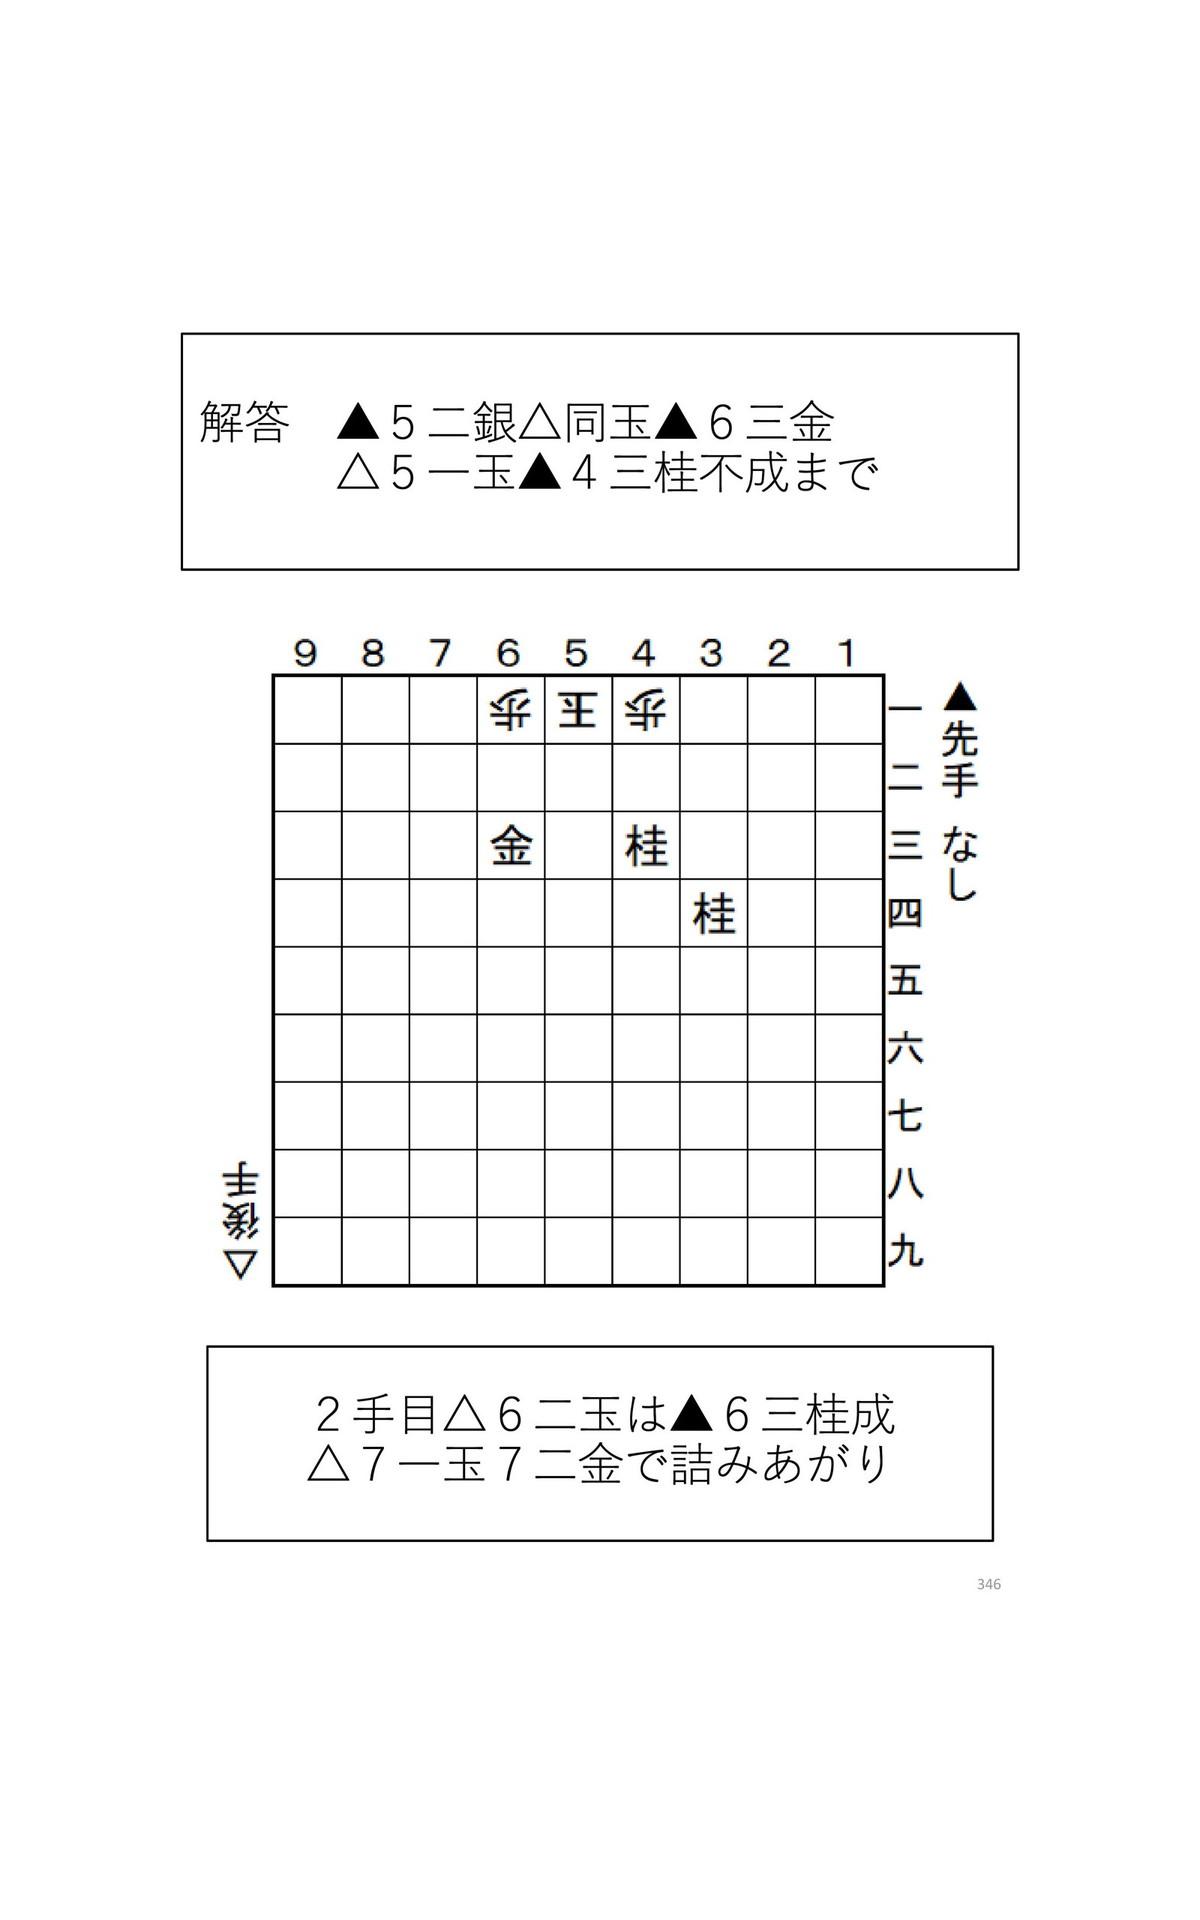 解答　▲５二銀△同玉▲６三金
△５一玉▲４三桂不成まで
9 8 7 6 5 4 3 2 1
歩 王 歩 一
二
金 桂 三
桂 四
五
六
七
八
九
▲先手 なし
△後手
２手目△６二玉は▲６三桂成
△７一玉７二金で詰みあがり
346